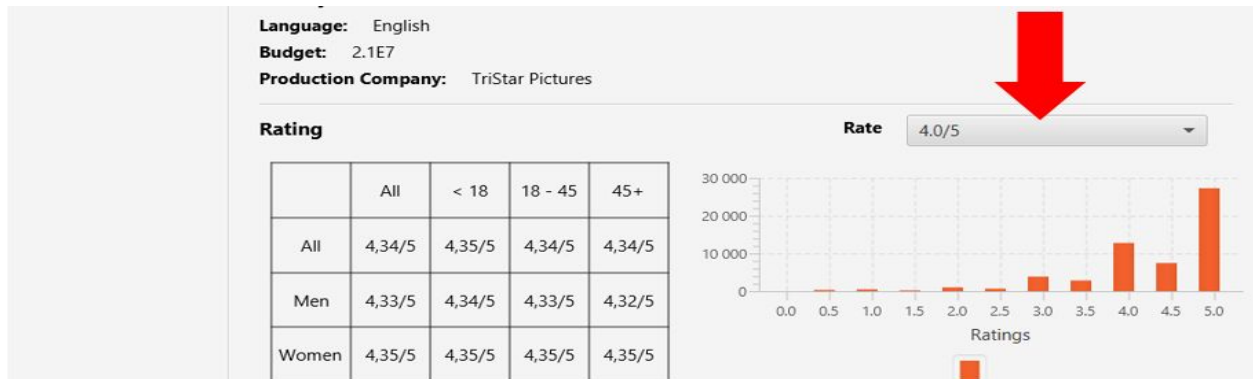 Language: English
Budget: 2.1E7
Production Company: TriStar Pictures
Rating
Rate 4.0/5
All < 18 18 - 45 45+
All 4,34/5 4,35/5 4,34/5 4,34/5
Men 4,33/5 4,34/5 4,33/5 4,32/5
Women 4,35/5 4,35/5 4,35/5 4,35/5
30 000
20 000
10 000
0
0.0 0.5 1.0 1.5 2.0 2.5 3.0 3.5 4.0 4.5 5.0
Ratings